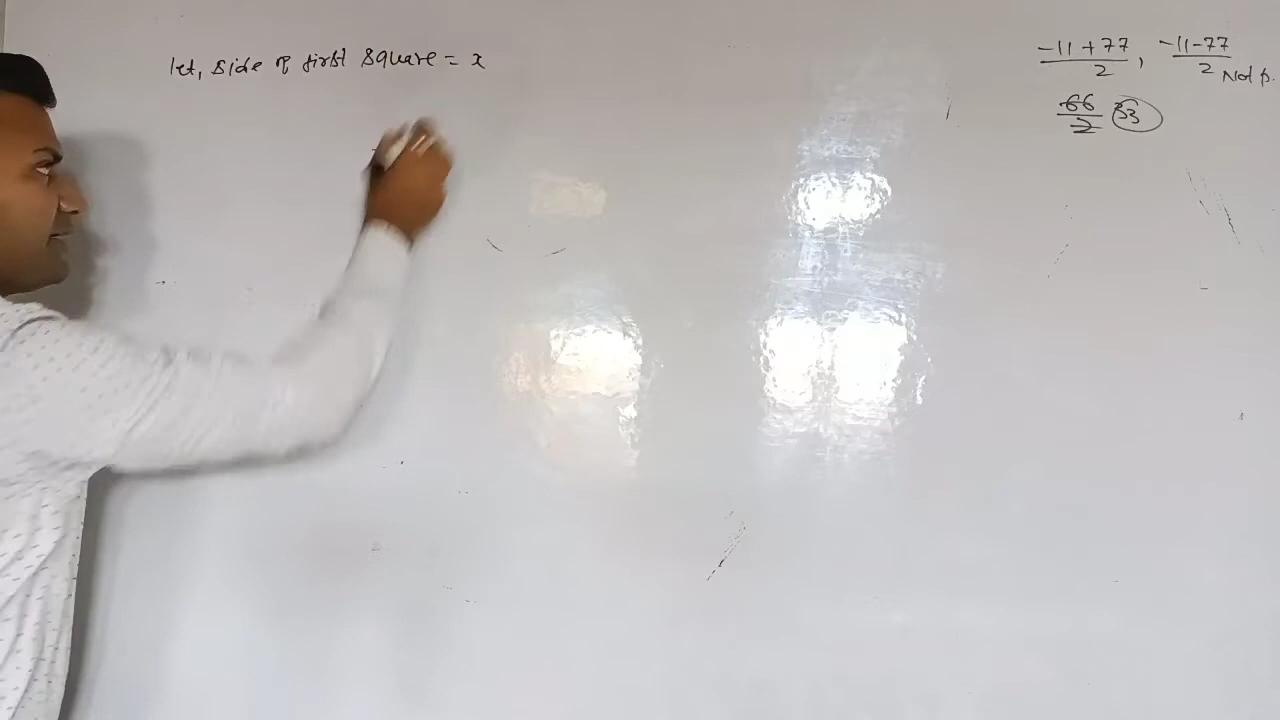 let, side of first square = x
-11+77/2, -11-77/2 Not p.
66/2 33